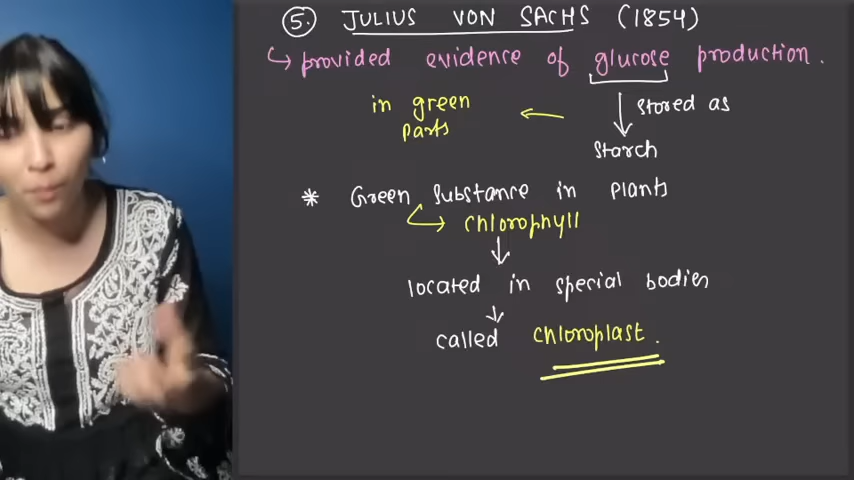 5. JULIUS VON SACHS (1854)
↳ provided evidence of glucose production.
in green parts ← ↓ stored as
starch
* Green substance in plants
↳ chlorophyll
↓
located in special bodies
↓
called chloroplast.